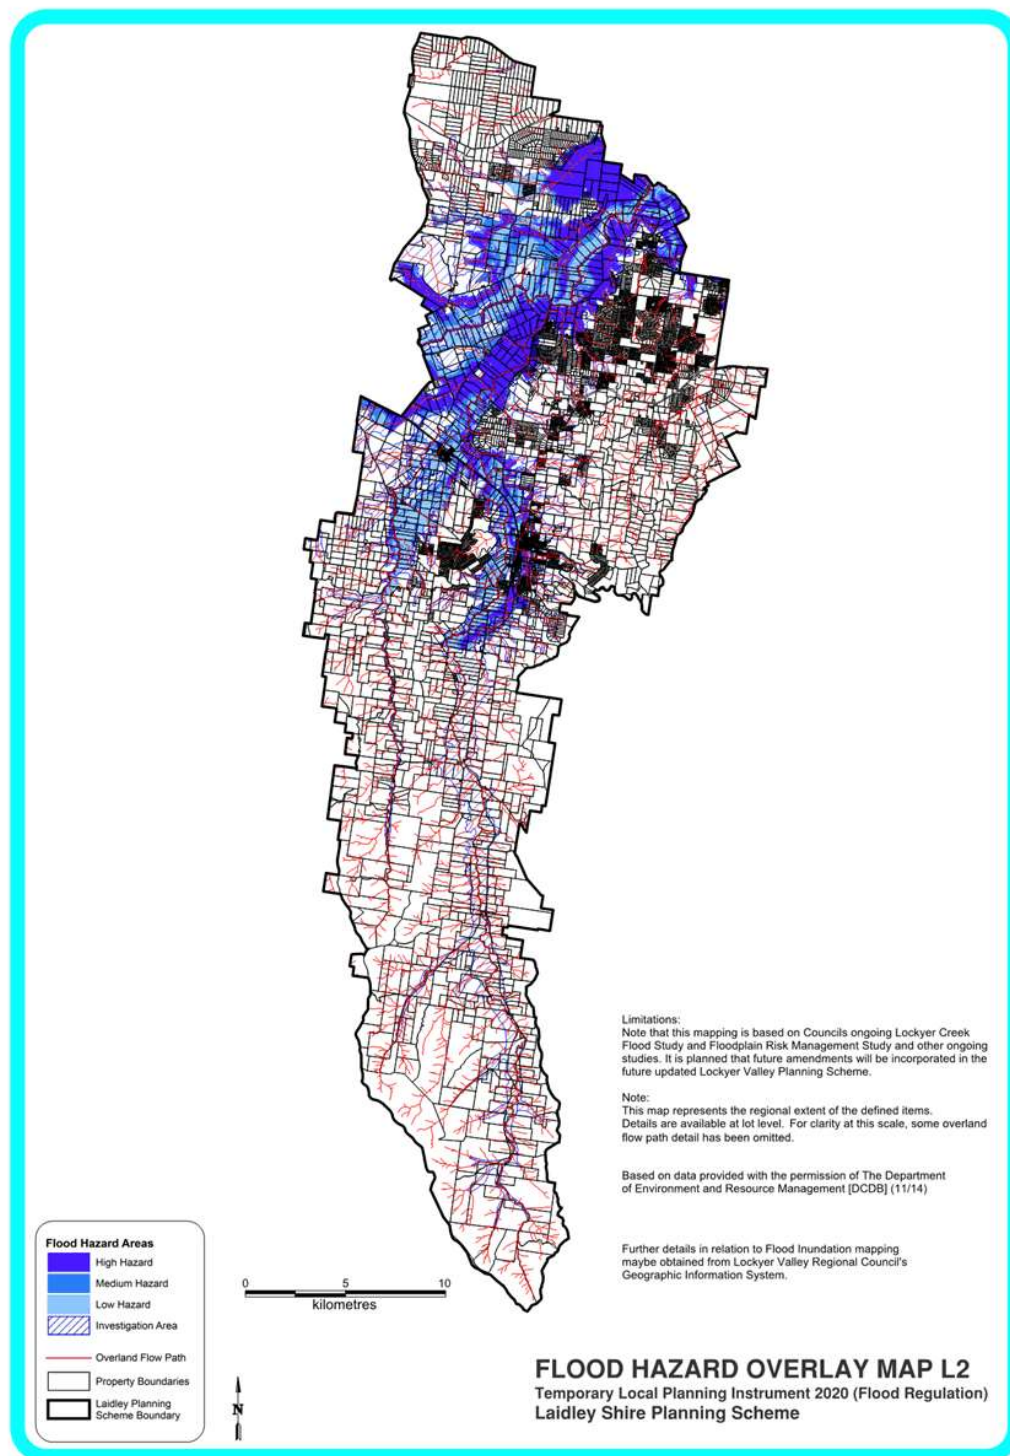 Limitations:
Note that this mapping is based on Councils ongoing Lockyer Creek
Flood Study and Floodplain Risk Management Study and other ongoing
studies. It is planned that future amendments will be incorporated in the
future updated Lockyer Valley Planning Scheme.
Note:
This map represents the regional extent of the defined items.
Details are available at lot level. For clarity at this scale, some overland
flow path detail has been omitted.
Based on data provided with the permission of The Department
of Environment and Resource Management [DCDB] (11/14)
Further details in relation to Flood Inundation mapping
maybe obtained from Lockyer Valley Regional Council's
Geographic Information System.
Flood Hazard Areas
High Hazard
Medium Hazard
Low Hazard
Investigation Area
Overland Flow Path
Property Boundaries
Laidley Planning
Scheme Boundary
0 5 10
kilometres
N
FLOOD HAZARD OVERLAY MAP L2
Temporary Local Planning Instrument 2020 (Flood Regulation)
Laidley Shire Planning Scheme